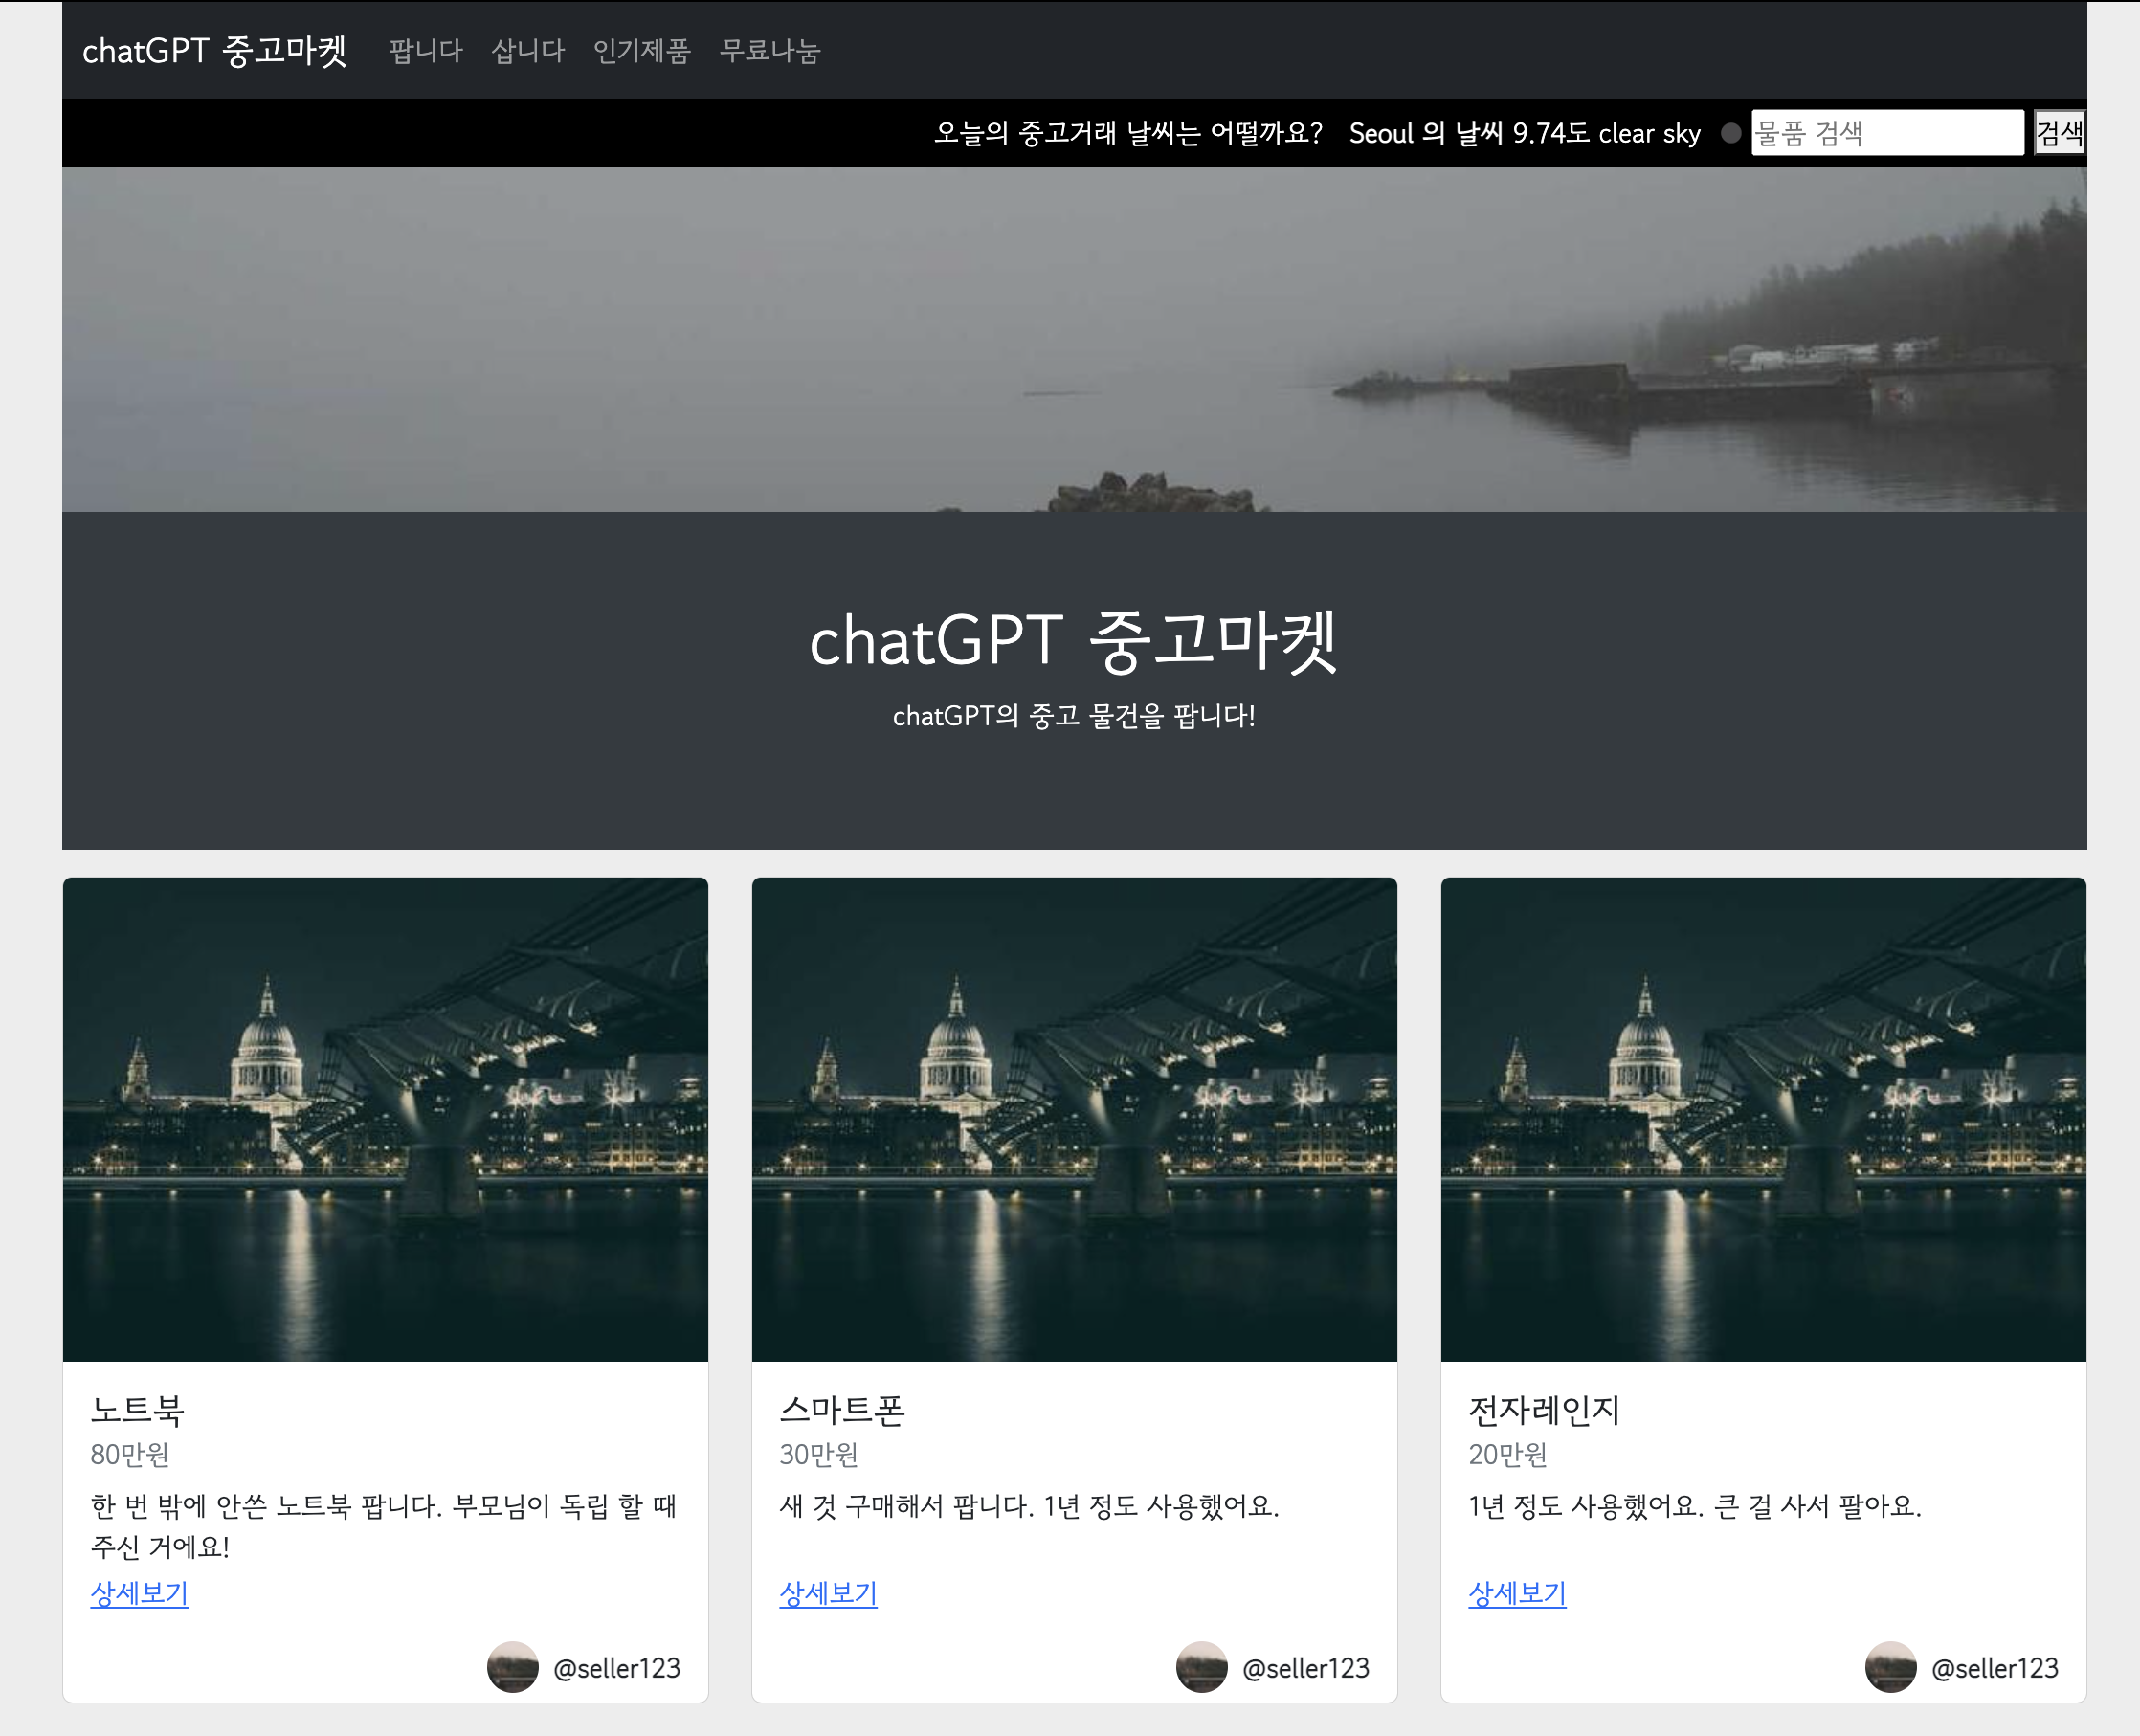 chatGPT 중고마켓 팝니다 삽니다 인기제품 무료나눔
오늘의 중고거래 날씨는 어떨까요? Seoul 의 날씨 9.74도 clear sky 물품 검색 검색
chatGPT 중고마켓
chatGPT의 중고 물건을 팝니다!
노트북
80만원
한 번 밖에 안쓴 노트북 팝니다. 부모님이 독립 할 때
주신 거에요!
상세보기
@seller123
스마트폰
30만원
새 것 구매해서 팝니다. 1년 정도 사용했어요.
상세보기
@seller123
전자레인지
20만원
1년 정도 사용했어요. 큰 걸 사서 팔아요.
상세보기
@seller123